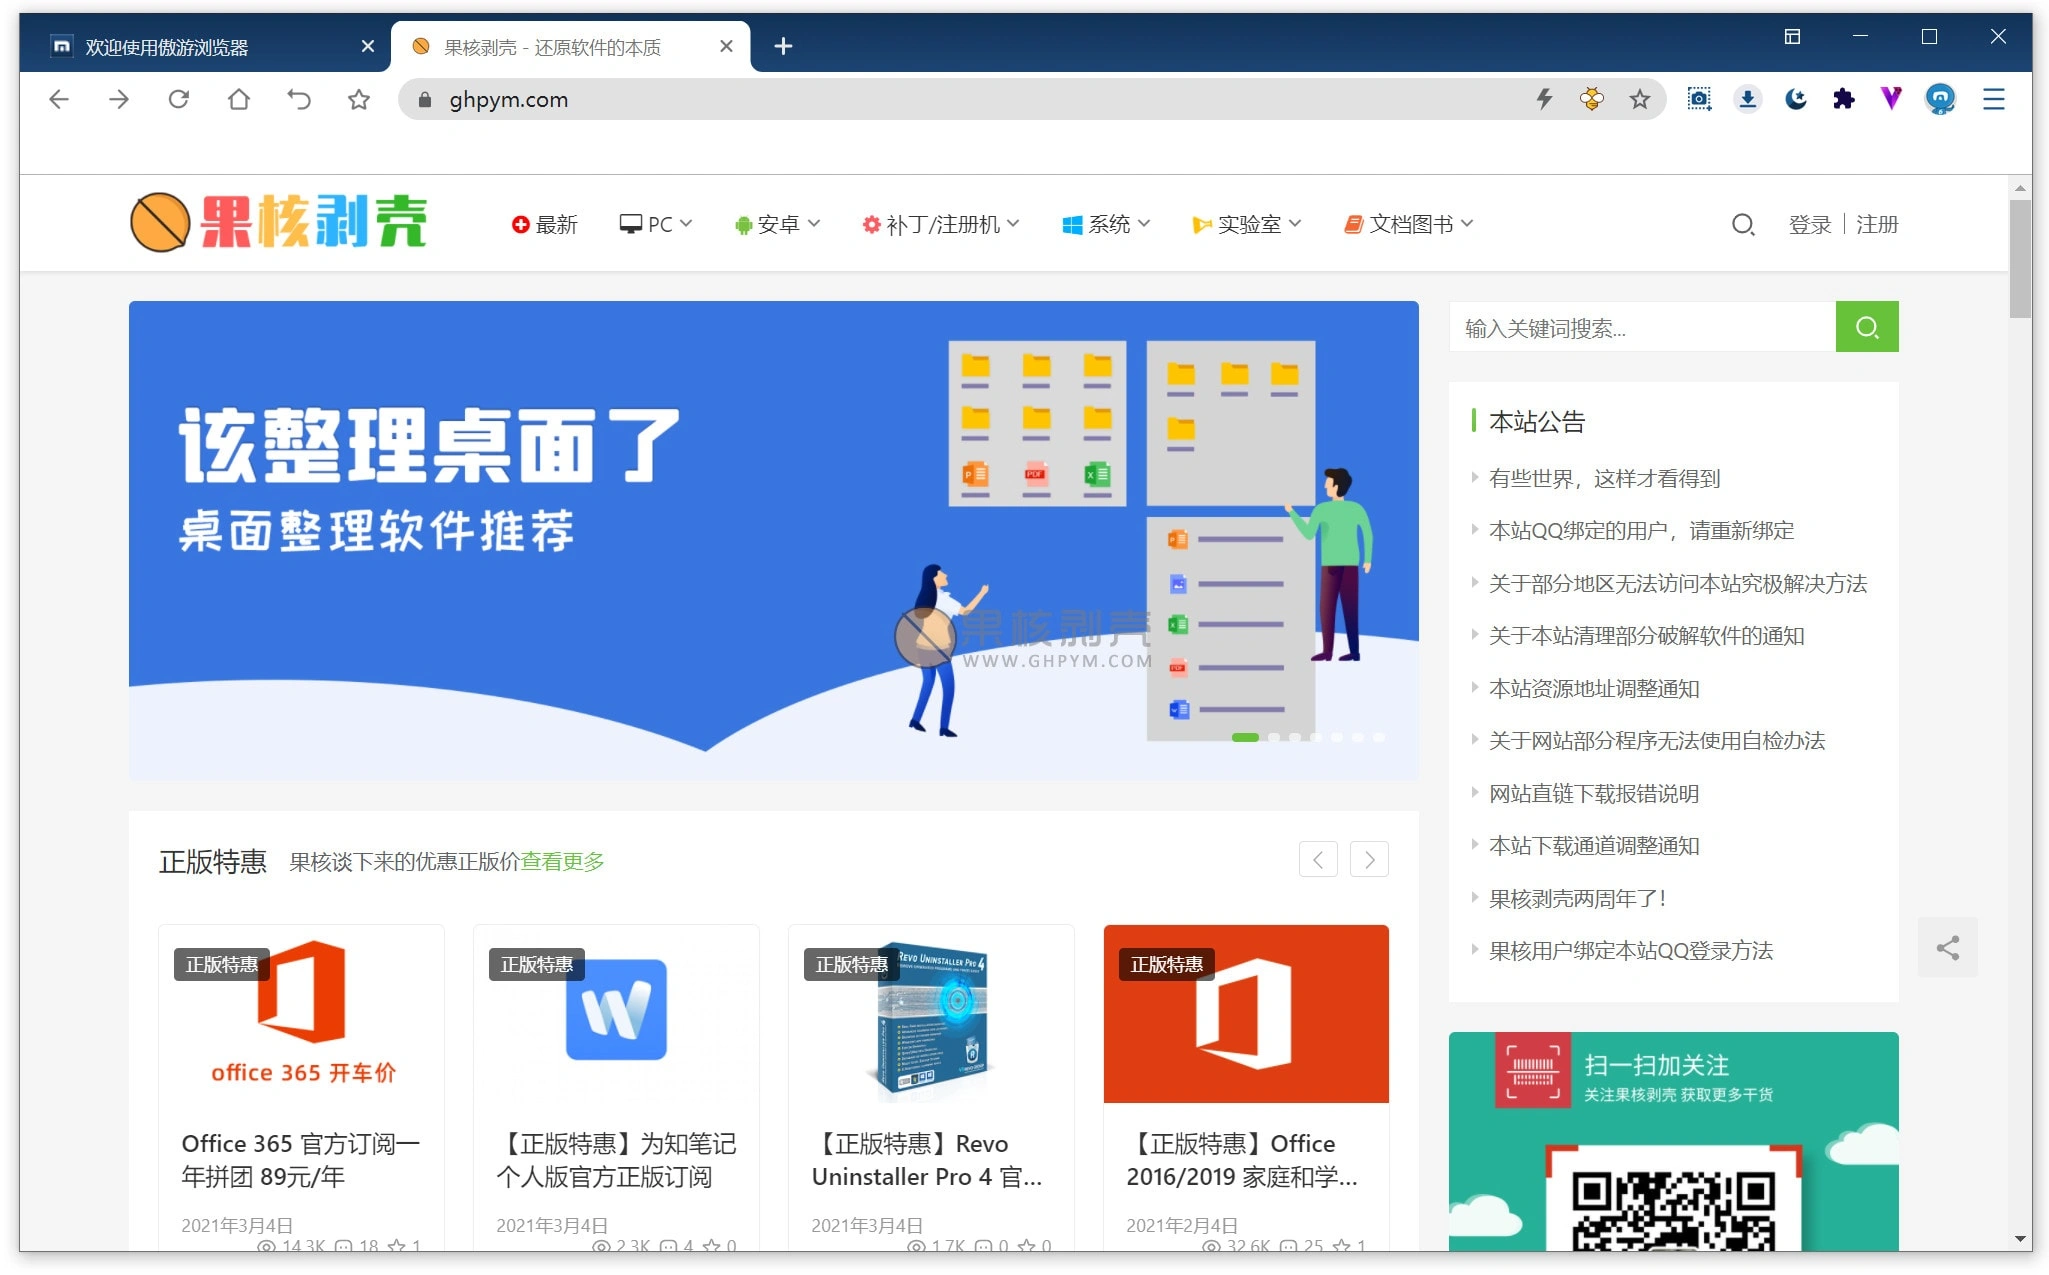 欢迎使用傲游浏览器
果核剥壳 - 还原软件的本质
ghpym.com
果核剥壳
最新
PC
安卓
补丁/注册机
系统
实验室
文档图书
登录
注册
该整理桌面了
桌面整理软件推荐
果核剥壳
WWW.GHPYM.COM
输入关键词搜索...
本站公告
有些世界，这样才看得到
本站QQ绑定的用户，请重新绑定
关于部分地区无法访问本站究极解决方法
关于本站清理部分破解软件的通知
本站资源地址调整通知
关于网站部分程序无法使用自检办法
网站直链下载报错说明
本站下载通道调整通知
果核剥壳两周年了！
果核用户绑定本站QQ登录方法
正版特惠 果核谈下来的优惠正版价查看更多
正版特惠
office 365 开车价
Office 365 官方订阅一
年拼团 89元/年
2021年3月4日
14.3K 18 1
正版特惠
【正版特惠】为知笔记
个人版官方正版订阅
2021年3月4日
2.3K 4 0
正版特惠
REVO UNINSTALLER PRO 4
【正版特惠】Revo
Uninstaller Pro 4 官...
2021年3月4日
1.7K 0 0
正版特惠
【正版特惠】Office
2016/2019 家庭和学...
2021年2月4日
32.6K 25 1
扫一扫加关注
关注果核剥壳 获取更多干货